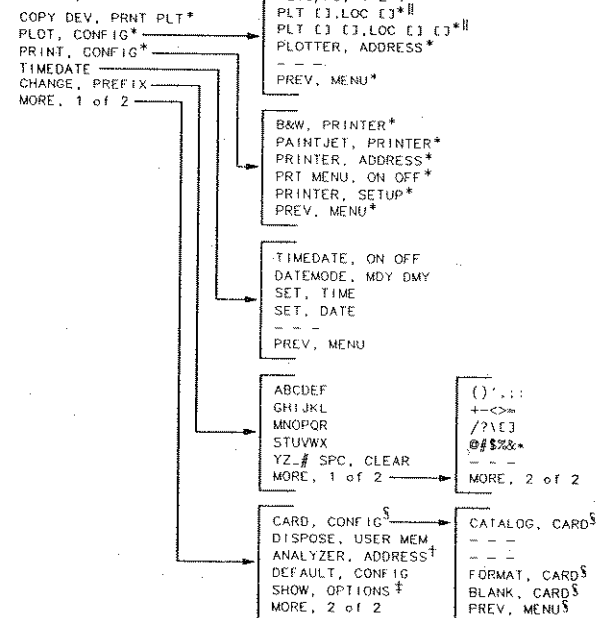 COPY DEV, PRNT PLT*
PLOT, CONFIG*
PRINT, CONFIG*
TIMEDATE
CHANGE, PREFIX
MORE, 1 of 2
PLT [],LOC []*||
PLT [] [],LOC [] []*||
PLOTTER, ADDRESS*
- - -
PREV, MENU*
B&W, PRINTER*
PAINTJET, PRINTER*
PRINTER, ADDRESS*
PRT MENU, ON OFF*
PRINTER, SETUP*
PREV, MENU*
TIMEDATE, ON OFF
DATEMODE, MDY DMY
SET, TIME
SET, DATE
- - -
PREV, MENU
ABCDEF
GHIJKL
MNOPQR
STUVWX
YZ_# SPC, CLEAR
MORE, 1 of 2
()',:;
+-<>=
/?\[]
@#$%&*
- - -
MORE, 2 of 2
CARD, CONFIG§
DISPOSE, USER MEM
ANALYZER, ADDRESS‡
DEFAULT, CONFIG
SHOW, OPTIONS‡
MORE, 2 of 2
CATALOG, CARD§
- - -
- - -
FORMAT, CARD§
BLANK, CARD§
PREV, MENU§